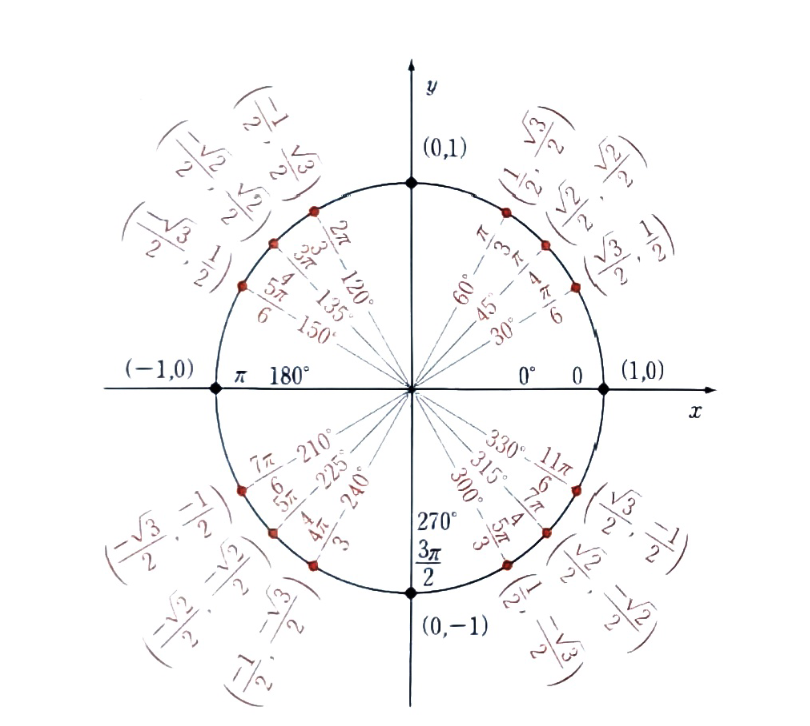 y
(0,1)
(-1/2, √3/2)
(-√2/2, √2/2)
(-√3/2, 1/2)
(1/2, √3/2)
(√2/2, √2/2)
(√3/2, 1/2)
2π/3 120°
3π/4 135°
5π/6 150°
π/3 60°
π/4 45°
π/6 30°
(-1,0) π 180° 0° 0 (1,0)
x
7π/6 210°
5π/4 225°
4π/3 240°
330° 11π/6
315° 7π/4
300° 5π/3
270°
3π/2
(0,-1)
(-√3/2, -1/2)
(-√2/2, -√2/2)
(-1/2, -√3/2)
(√3/2, -1/2)
(√2/2, -√2/2)
(1/2, -√3/2)